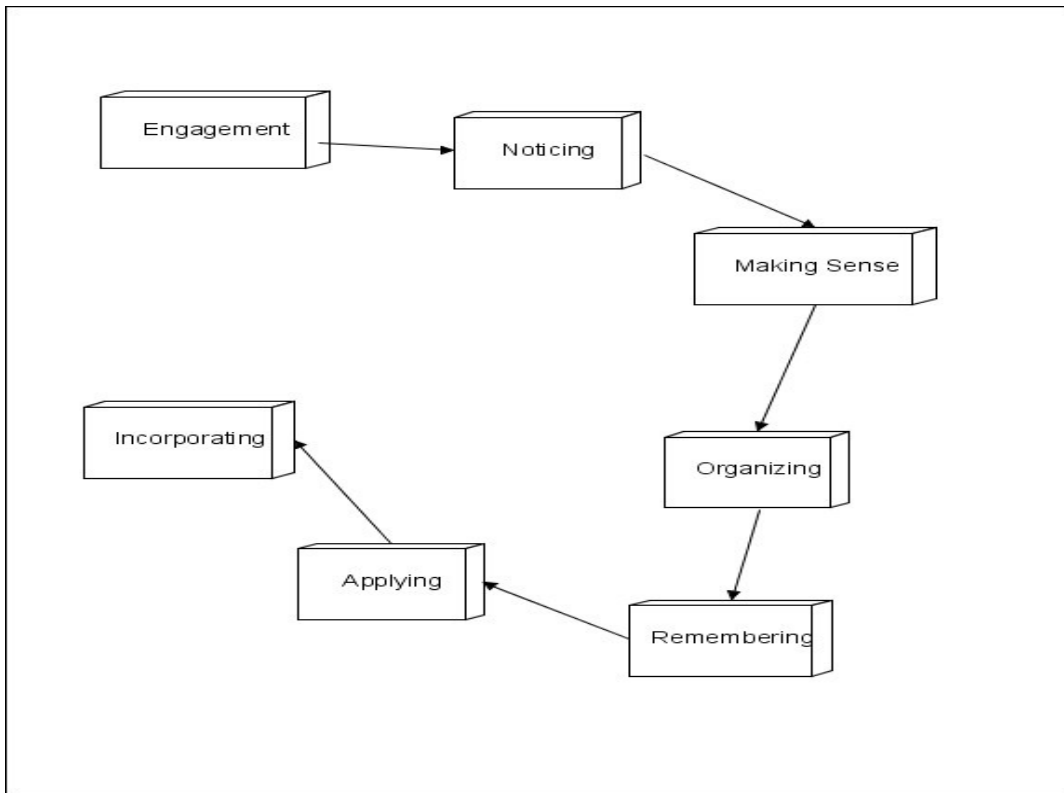 Engagement
Noticing
Making Sense
Organizing
Remembering
Applying
Incorporating